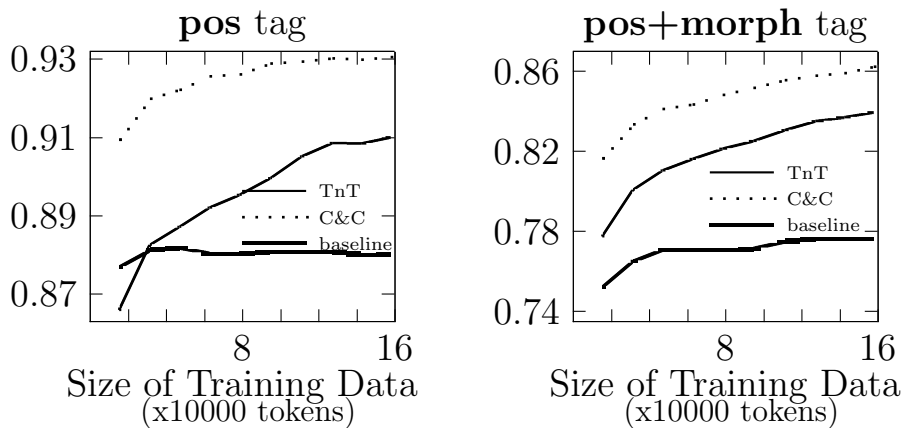 pos tag
0.93
0.91
0.89
0.87
TnT
C&C
baseline
8
16
Size of Training Data
(x10000 tokens)
pos+morph tag
0.86
0.82
0.78
0.74
TnT
C&C
baseline
8
16
Size of Training Data
(x10000 tokens)